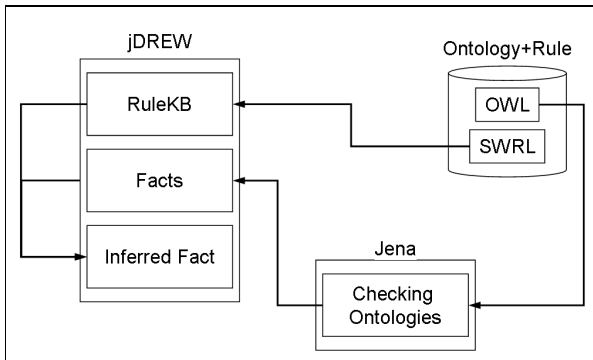 jDREW
RuleKB
Facts
Inferred Fact
Ontology+Rule
OWL
SWRL
Jena
Checking
Ontologies